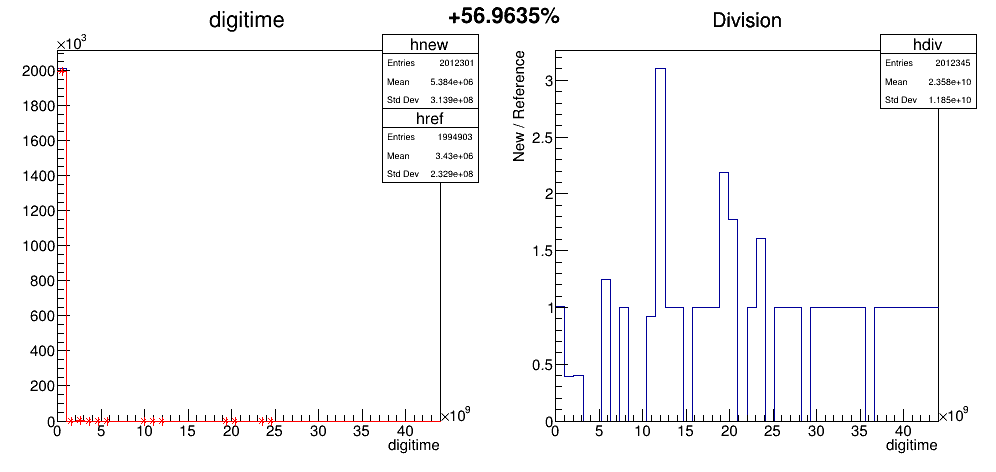 +56.9635%
digitime
×10³
hnew
Entries 2012301
Mean 5.384e+06
Std Dev 3.139e+08
href
Entries 1994903
Mean 3.43e+06
Std Dev 2.329e+08
2000
1800
1600
1400
1200
1000
800
600
400
200
0
0 5 10 15 20 25 30 35 40 ×10⁹
digitime
Division
hdiv
Entries 2012345
Mean 2.358e+10
Std Dev 1.185e+10
New / Reference
3
2.5
2
1.5
1
0.5
0
0 5 10 15 20 25 30 35 40 ×10⁹
digitime